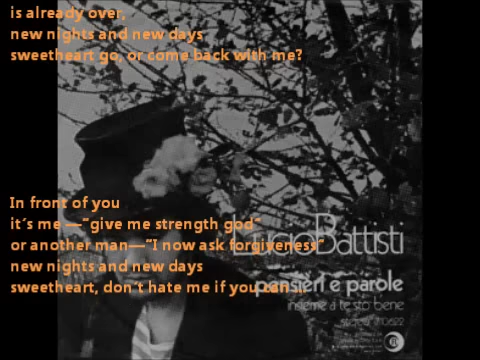 is already over,
new nights and new days
sweetheart go, or come back with me?
In front of you
it´s me —"give me strength god"
or another man—"I now ask forgiveness"
new nights and new days
sweetheart, don´t hate me if you can...
Lucio Battisti
pensieri e parole
insieme a te sto bene